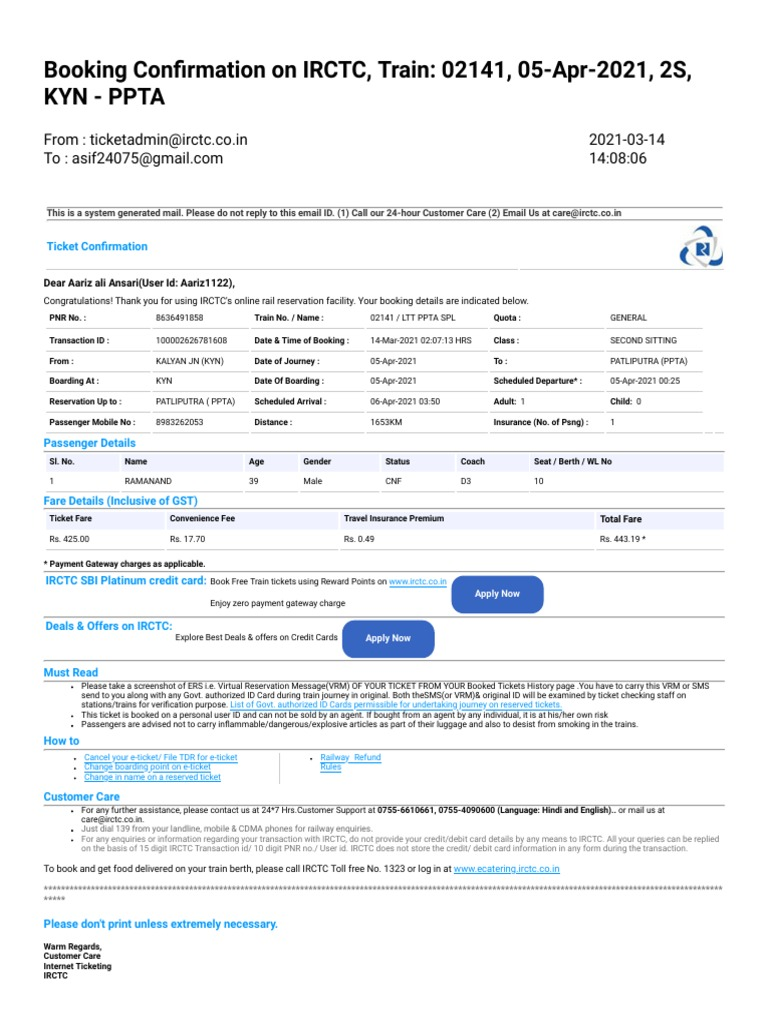 Booking Confirmation on IRCTC, Train: 02141, 05-Apr-2021, 2S,
KYN - PPTA
From : ticketadmin@irctc.co.in 2021-03-14
To : asif24075@gmail.com 14:08:06
This is a system generated mail. Please do not reply to this email ID. (1) Call our 24-hour Customer Care (2) Email Us at care@irctc.co.in
Ticket Confirmation
Dear Aariz ali Ansari(User Id: Aariz1122),
Congratulations! Thank you for using IRCTC's online rail reservation facility. Your booking details are indicated below.
PNR No. : 8636491858 Train No. / Name : 02141 / LTT PPTA SPL Quota : GENERAL
Transaction ID : 100002626781608 Date & Time of Booking : 14-Mar-2021 02:07:13 HRS Class : SECOND SITTING
From : KALYAN JN (KYN) Date of Journey : 05-Apr-2021 To : PATLIPUTRA (PPTA)
Boarding At : KYN Date Of Boarding : 05-Apr-2021 Scheduled Departure* : 05-Apr-2021 00:25
Reservation Up to : PATLIPUTRA ( PPTA) Scheduled Arrival : 06-Apr-2021 03:50 Adult: 1 Child: 0
Passenger Mobile No : 8983262053 Distance : 1653KM Insurance (No. of Psng) : 1
Passenger Details
Sl. No. Name Age Gender Status Coach Seat / Berth / WL No
1 RAMANAND 39 Male CNF D3 10
Fare Details (Inclusive of GST)
Ticket Fare Convenience Fee Travel Insurance Premium Total Fare
Rs. 425.00 Rs. 17.70 Rs. 0.49 Rs. 443.19 *
* Payment Gateway charges as applicable.
IRCTC SBI Platinum credit card: Book Free Train tickets using Reward Points on www.irctc.co.in
Enjoy zero payment gateway charge
Apply Now
Deals & Offers on IRCTC:
Explore Best Deals & offers on Credit Cards Apply Now
Must Read
• Please take a screenshot of ERS i.e. Virtual Reservation Message(VRM) OF YOUR TICKET FROM YOUR Booked Tickets History page .You have to carry this VRM or SMS
send to you along with any Govt. authorized ID Card during train journey in original. Both theSMS(or VRM)& original ID will be examined by ticket checking staff on
stations/trains for verification purpose. List of Govt. authorized ID Cards permissible for undertaking journey on reserved tickets.
• This ticket is booked on a personal user ID and can not be sold by an agent. If bought from an agent by any individual, it is at his/her own risk
• Passengers are advised not to carry inflammable/dangerous/explosive articles as part of their luggage and also to desist from smoking in the trains.
How to
• Cancel your e-ticket/ File TDR for e-ticket
• Change boarding point on e-ticket
• Change in name on a reserved ticket
• Railway Refund
Rules
Customer Care
• For any further assistance, please contact us at 24*7 Hrs.Customer Support at 0755-6610661, 0755-4090600 (Language: Hindi and English).. or mail us at
care@irctc.co.in.
• Just dial 139 from your landline, mobile & CDMA phones for railway enquiries.
• For any enquiries or information regarding your transaction with IRCTC, do not provide your credit/debit card details by any means to IRCTC. All your queries can be replied
on the basis of 15 digit IRCTC Transaction id/ 10 digit PNR no./ User id. IRCTC does not store the credit/ debit card information in any form during the transaction.
To book and get food delivered on your train berth, please call IRCTC Toll free No. 1323 or log in at www.ecatering.irctc.co.in
Please don't print unless extremely necessary.
Warm Regards,
Customer Care
Internet Ticketing
IRCTC